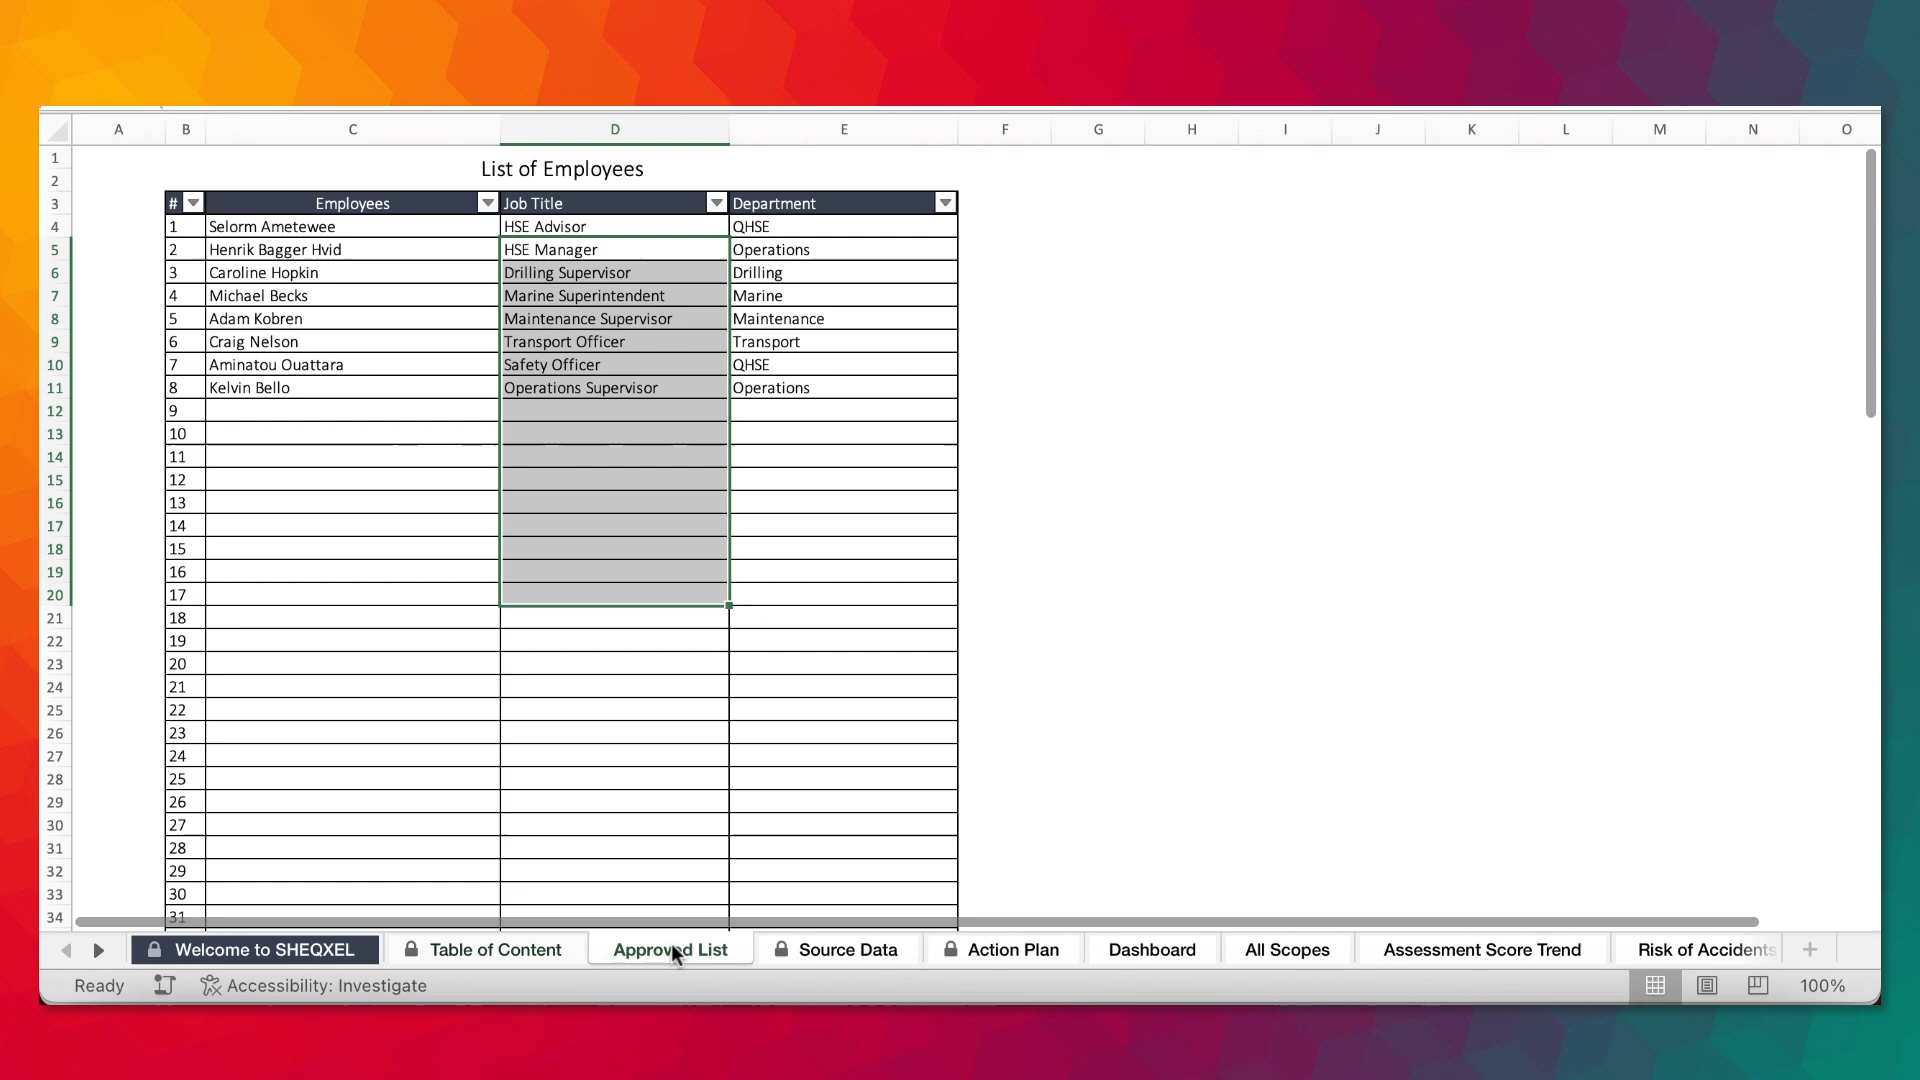 A B C D E F G H I J K L M N O
1
2 List of Employees
3 # Employees Job Title Department
4 1 Selorm Ametewee HSE Advisor QHSE
5 2 Henrik Bagger Hvid HSE Manager Operations
6 3 Caroline Hopkin Drilling Supervisor Drilling
7 4 Michael Becks Marine Superintendent Marine
8 5 Adam Kobren Maintenance Supervisor Maintenance
9 6 Craig Nelson Transport Officer Transport
10 7 Aminatou Ouattara Safety Officer QHSE
11 8 Kelvin Bello Operations Supervisor Operations
12 9
13 10
14 11
15 12
16 13
17 14
18 15
19 16
20 17
21 18
22 19
23 20
24 21
25 22
26 23
27 24
28 25
29 26
30 27
31 28
32 29
33 30
34 31
Welcome to SHEQXEL Table of Content Approved List Source Data Action Plan Dashboard All Scopes Assessment Score Trend Risk of Accidents
Ready Accessibility: Investigate 100%